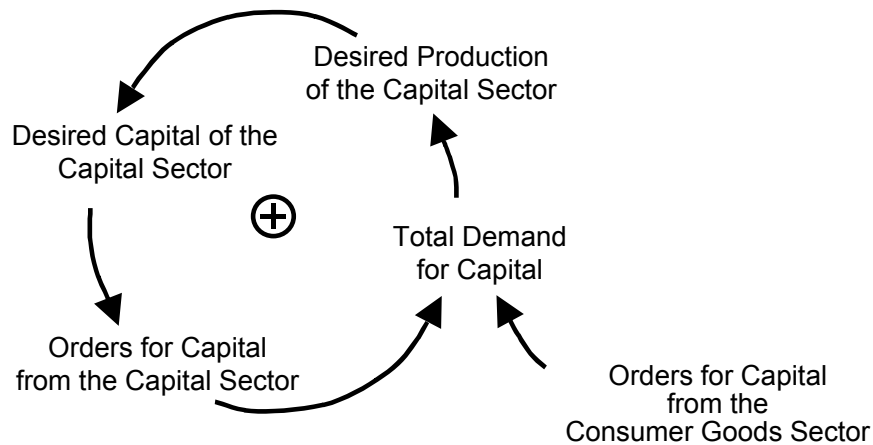 Desired Production
of the Capital Sector
Desired Capital of the
Capital Sector
Total Demand
for Capital
Orders for Capital
from the Capital Sector
Orders for Capital
from the
Consumer Goods Sector